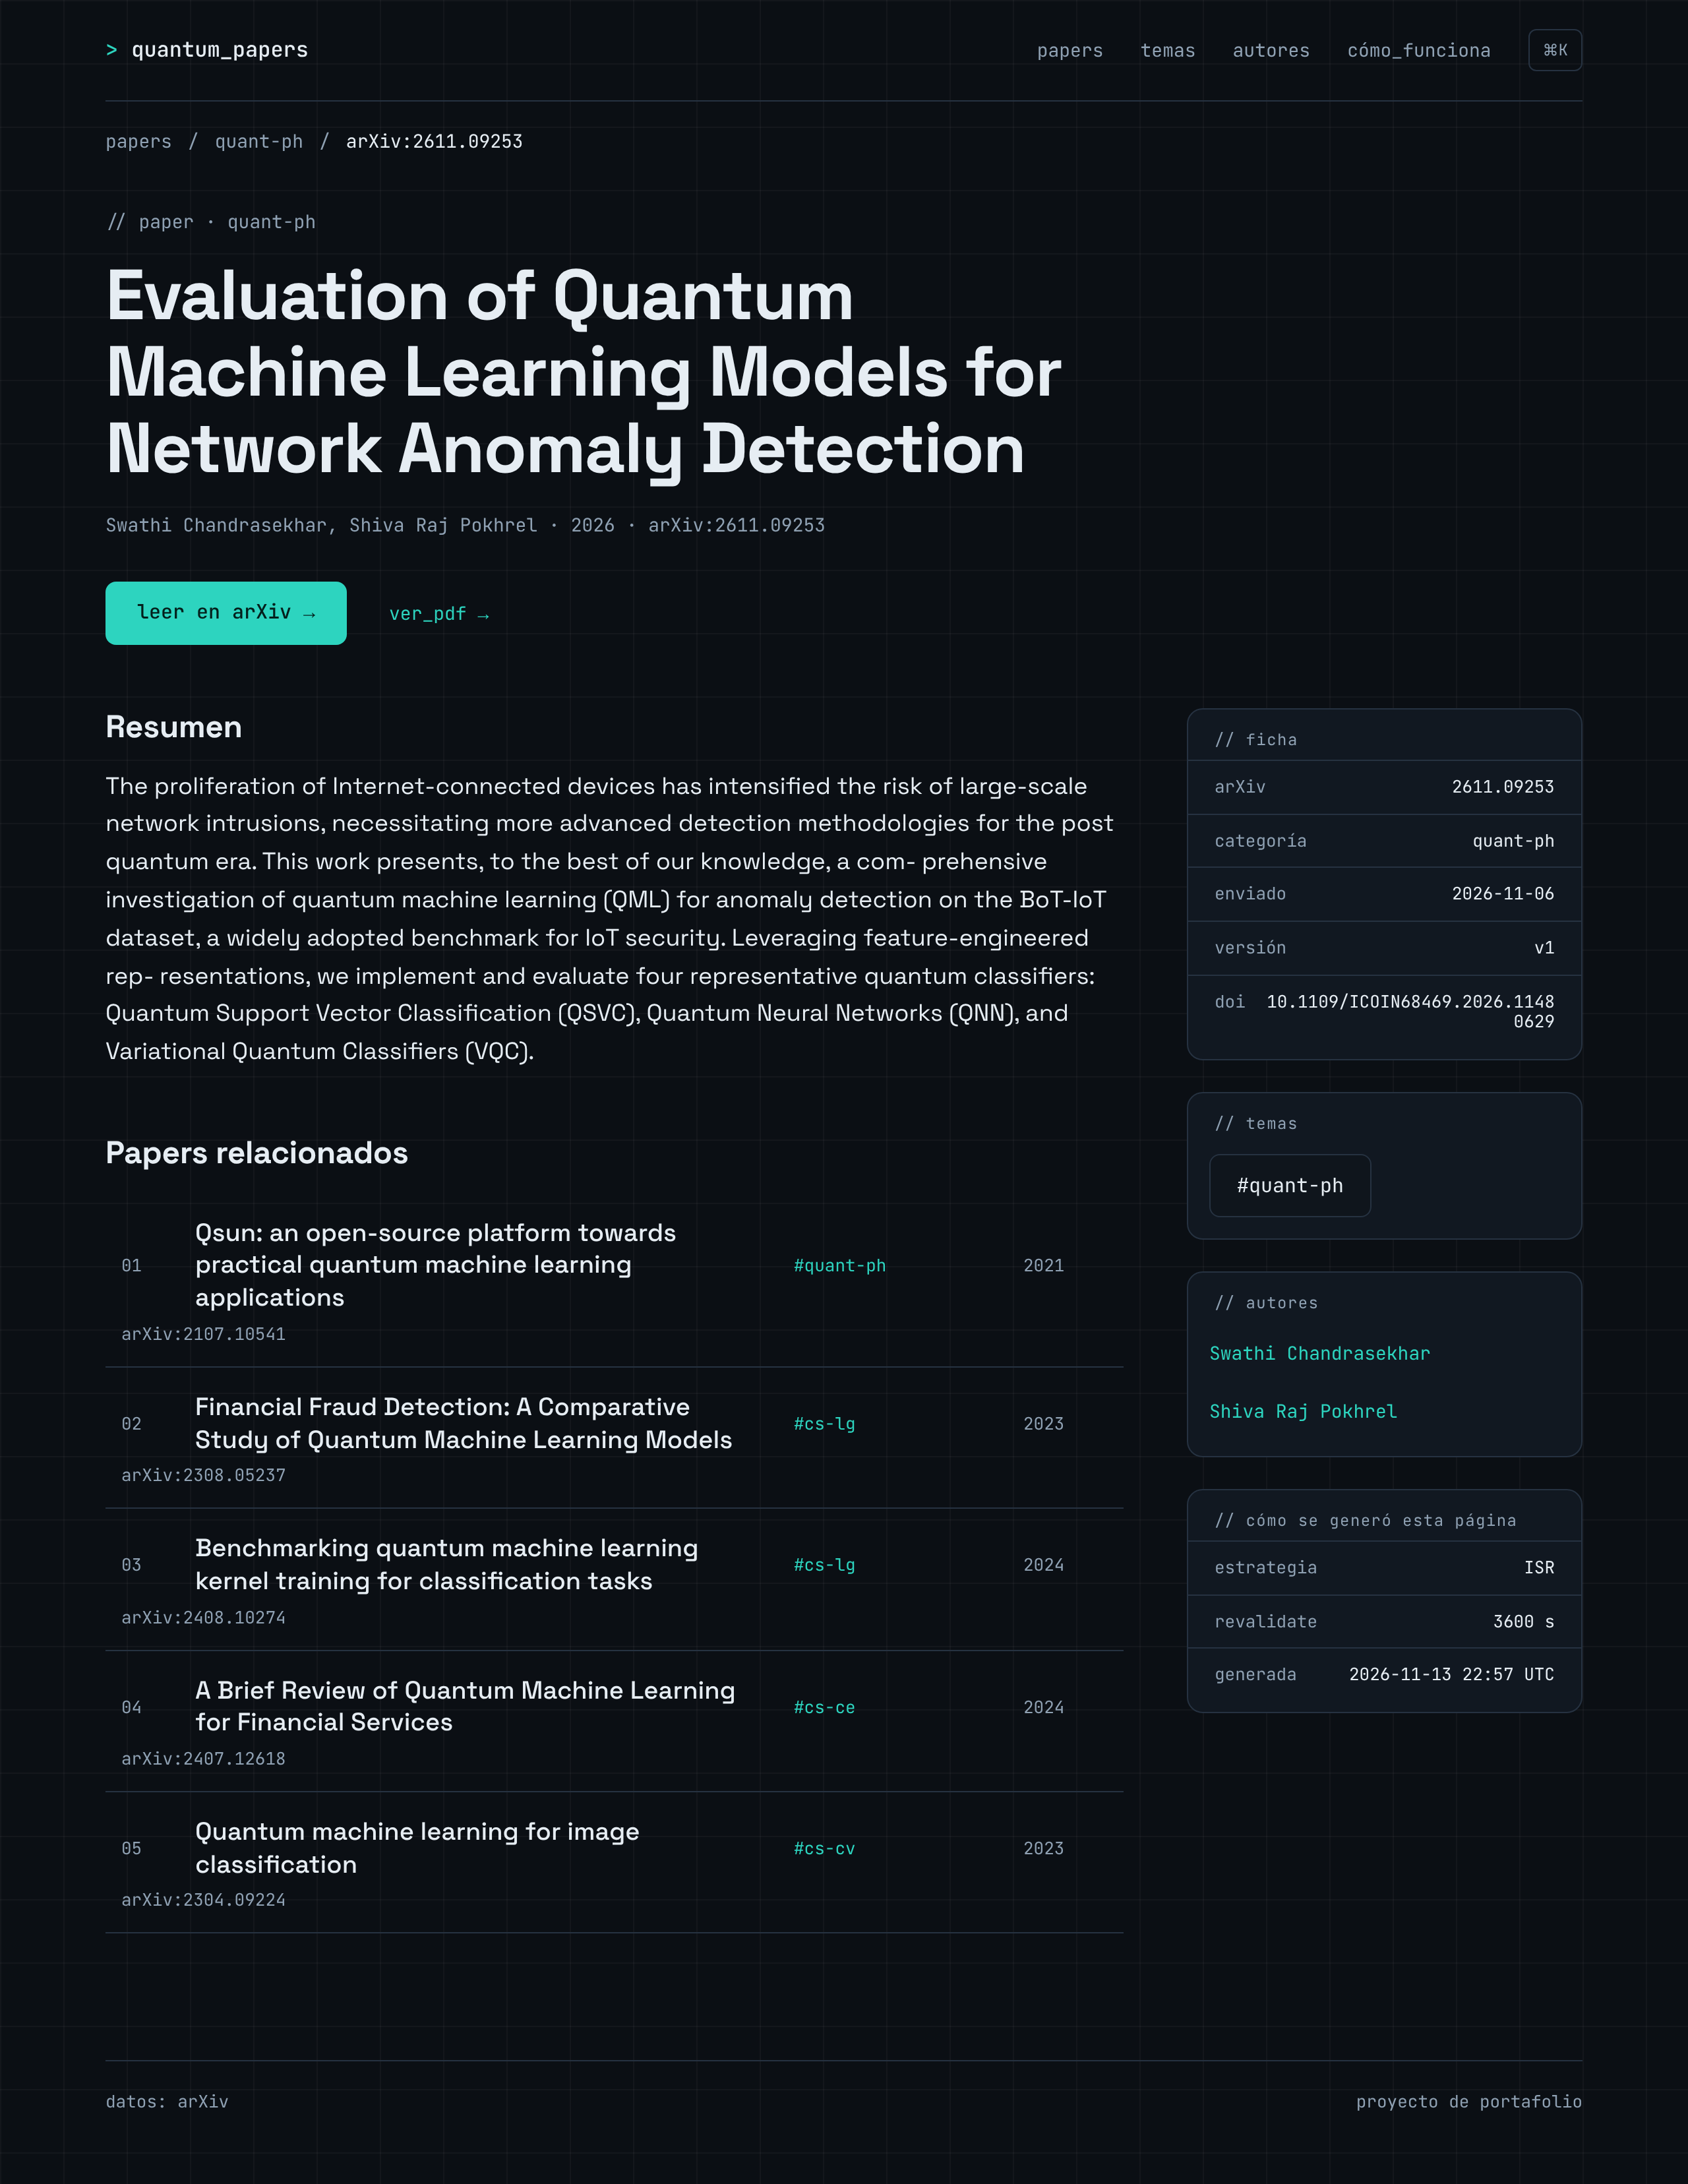 > quantum_papers
papers temas autores cómo_funciona ⌘K
papers / quant-ph / arXiv:2611.09253
// paper · quant-ph
Evaluation of Quantum
Machine Learning Models for
Network Anomaly Detection
Swathi Chandrasekhar, Shiva Raj Pokhrel · 2026 · arXiv:2611.09253
leer en arXiv →
ver_pdf →
Resumen
The proliferation of Internet-connected devices has intensified the risk of large-scale
network intrusions, necessitating more advanced detection methodologies for the post
quantum era. This work presents, to the best of our knowledge, a com- prehensive
investigation of quantum machine learning (QML) for anomaly detection on the BoT-IoT
dataset, a widely adopted benchmark for IoT security. Leveraging feature-engineered
rep- resentations, we implement and evaluate four representative quantum classifiers:
Quantum Support Vector Classification (QSVC), Quantum Neural Networks (QNN), and
Variational Quantum Classifiers (VQC).
Papers relacionados
01
Qsun: an open-source platform towards
practical quantum machine learning
applications
#quant-ph
2021
arXiv:2107.10541
02
Financial Fraud Detection: A Comparative
Study of Quantum Machine Learning Models
#cs-lg
2023
arXiv:2308.05237
03
Benchmarking quantum machine learning
kernel training for classification tasks
#cs-lg
2024
arXiv:2408.10274
04
A Brief Review of Quantum Machine Learning
for Financial Services
#cs-ce
2024
arXiv:2407.12618
05
Quantum machine learning for image
classification
#cs-cv
2023
arXiv:2304.09224
// ficha
arXiv 2611.09253
categoría quant-ph
enviado 2026-11-06
versión v1
doi 10.1109/ICOIN68469.2026.1148
0629
// temas
#quant-ph
// autores
Swathi Chandrasekhar
Shiva Raj Pokhrel
// cómo se generó esta página
estrategia ISR
revalidate 3600 s
generada 2026-11-13 22:57 UTC
datos: arXiv
proyecto de portafolio